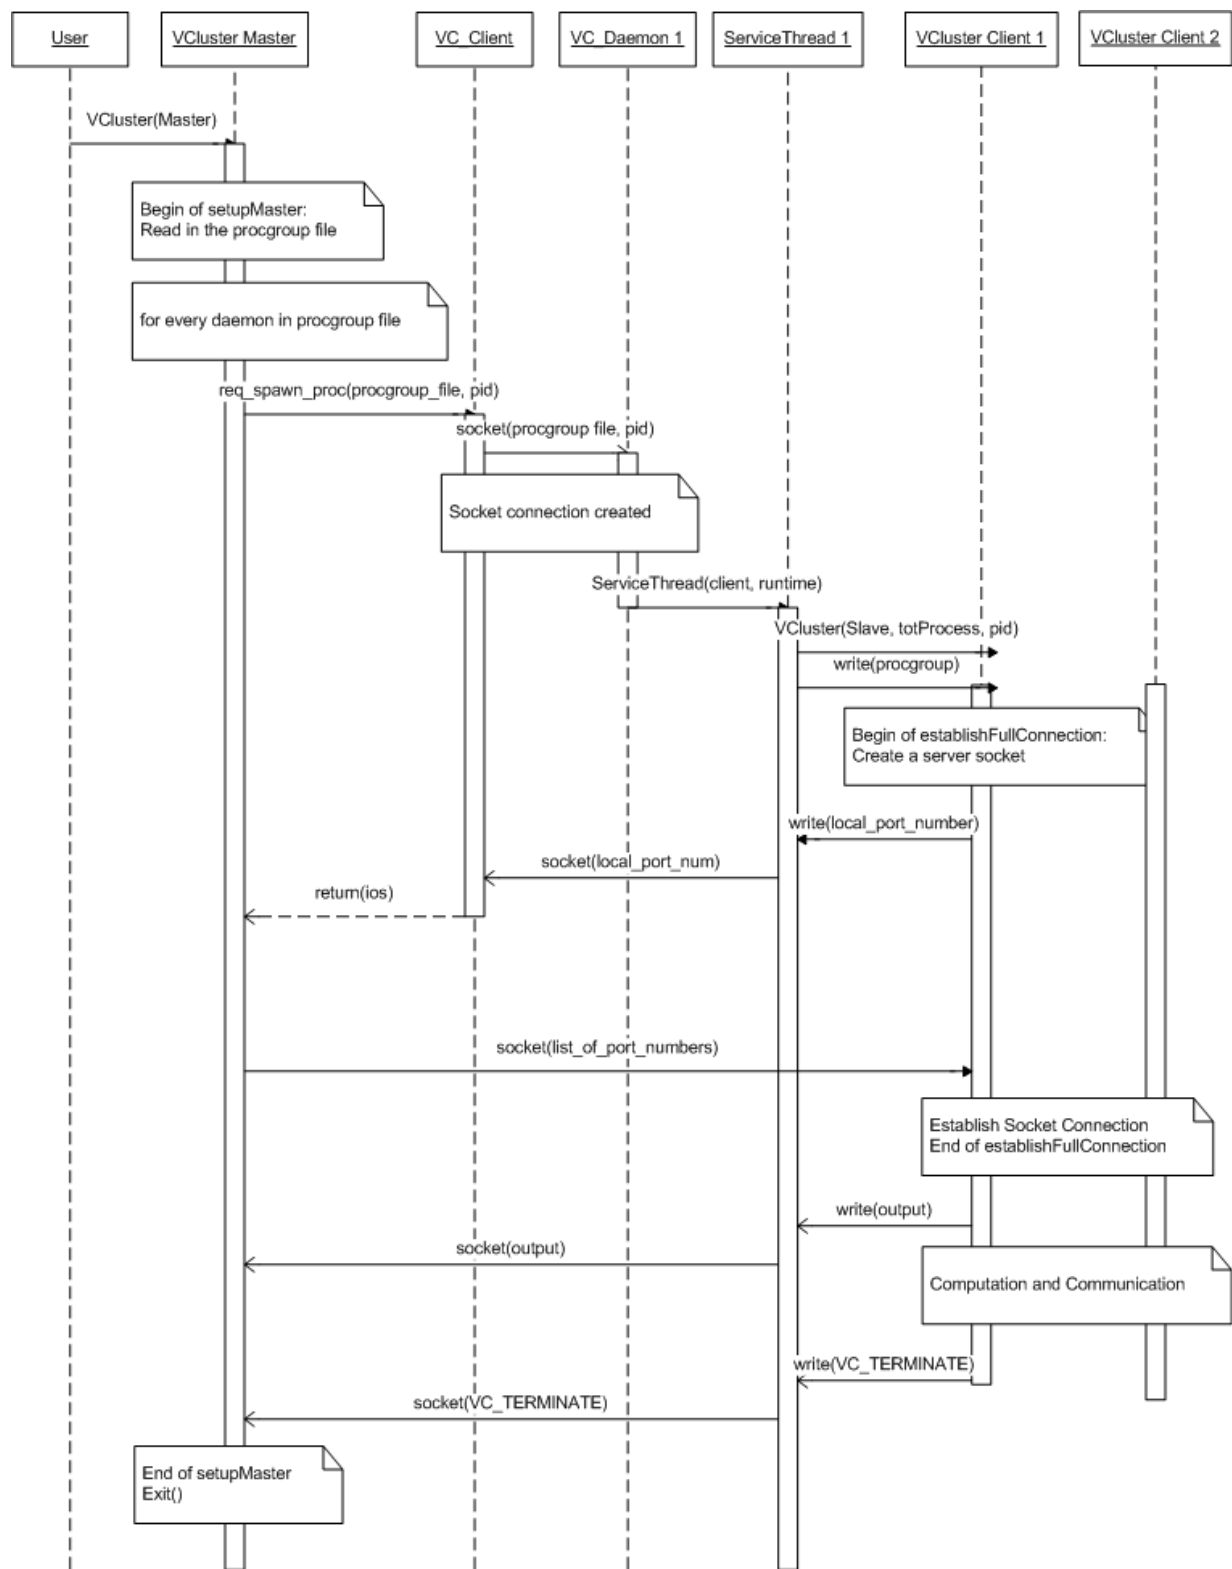 User
VCluster Master
VC_Client
VC_Daemon 1
ServiceThread 1
VCluster Client 1
VCluster Client 2
VCluster(Master)
Begin of setupMaster:
Read in the procgroup file
for every daemon in procgroup file
req_spawn_proc(procgroup_file, pid)
socket(procgroup file, pid)
Socket connection created
ServiceThread(client, runtime)
VCluster(Slave, totProcess, pid)
write(procgroup)
Begin of establishFullConnection:
Create a server socket
write(local_port_number)
socket(local_port_num)
return(ios)
socket(list_of_port_numbers)
Establish Socket Connection
End of establishFullConnection
write(output)
socket(output)
Computation and Communication
write(VC_TERMINATE)
socket(VC_TERMINATE)
End of setupMaster
Exit()